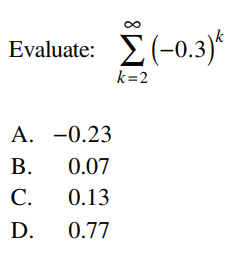 Evaluate: ∞∑k=2 (−0.3)^k
A. −0.23
B. 0.07
C. 0.13
D. 0.77